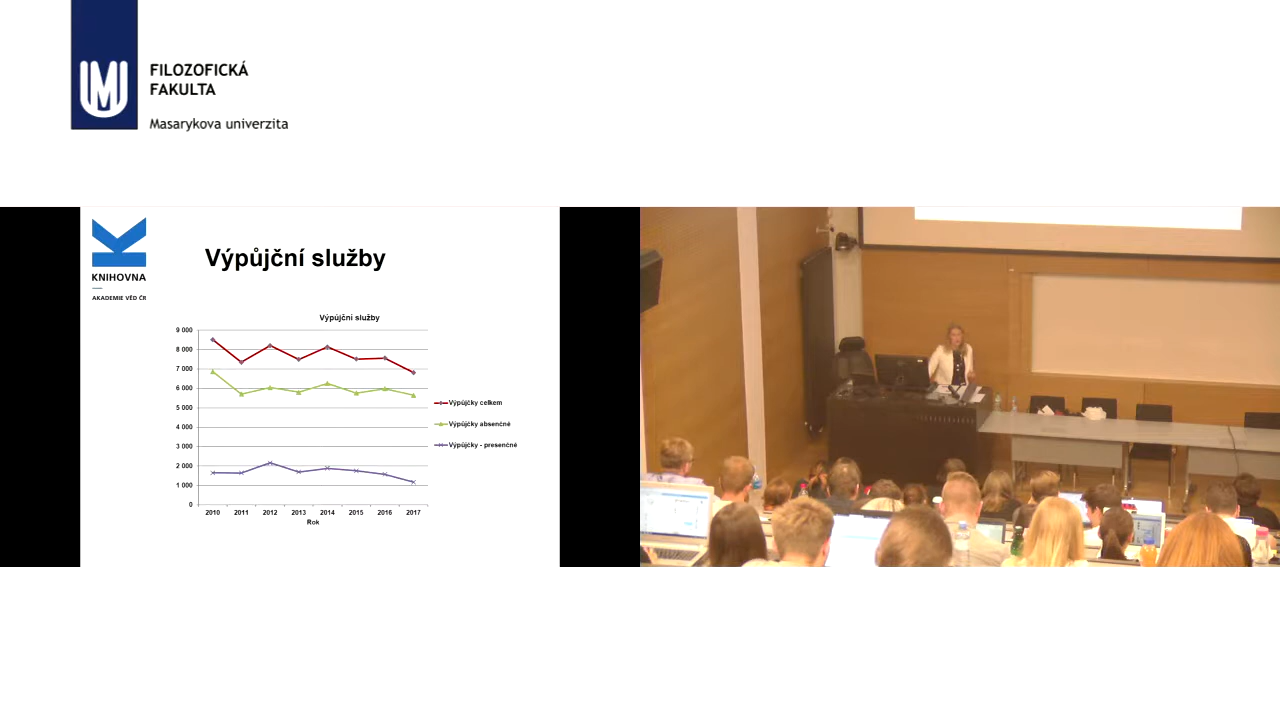 FILOZOFICKÁ
FAKULTA
Masarykova univerzita
KNIHOVNA
AKADEMIE VĚD ČR
Výpůjční služby
Výpůjční služby
9 000
8 000
7 000
6 000
5 000
4 000
3 000
2 000
1 000
0
2010 2011 2012 2013 2014 2015 2016 2017
Rok
Výpůjčky celkem
Výpůjčky absenčně
Výpůjčky - presenčně